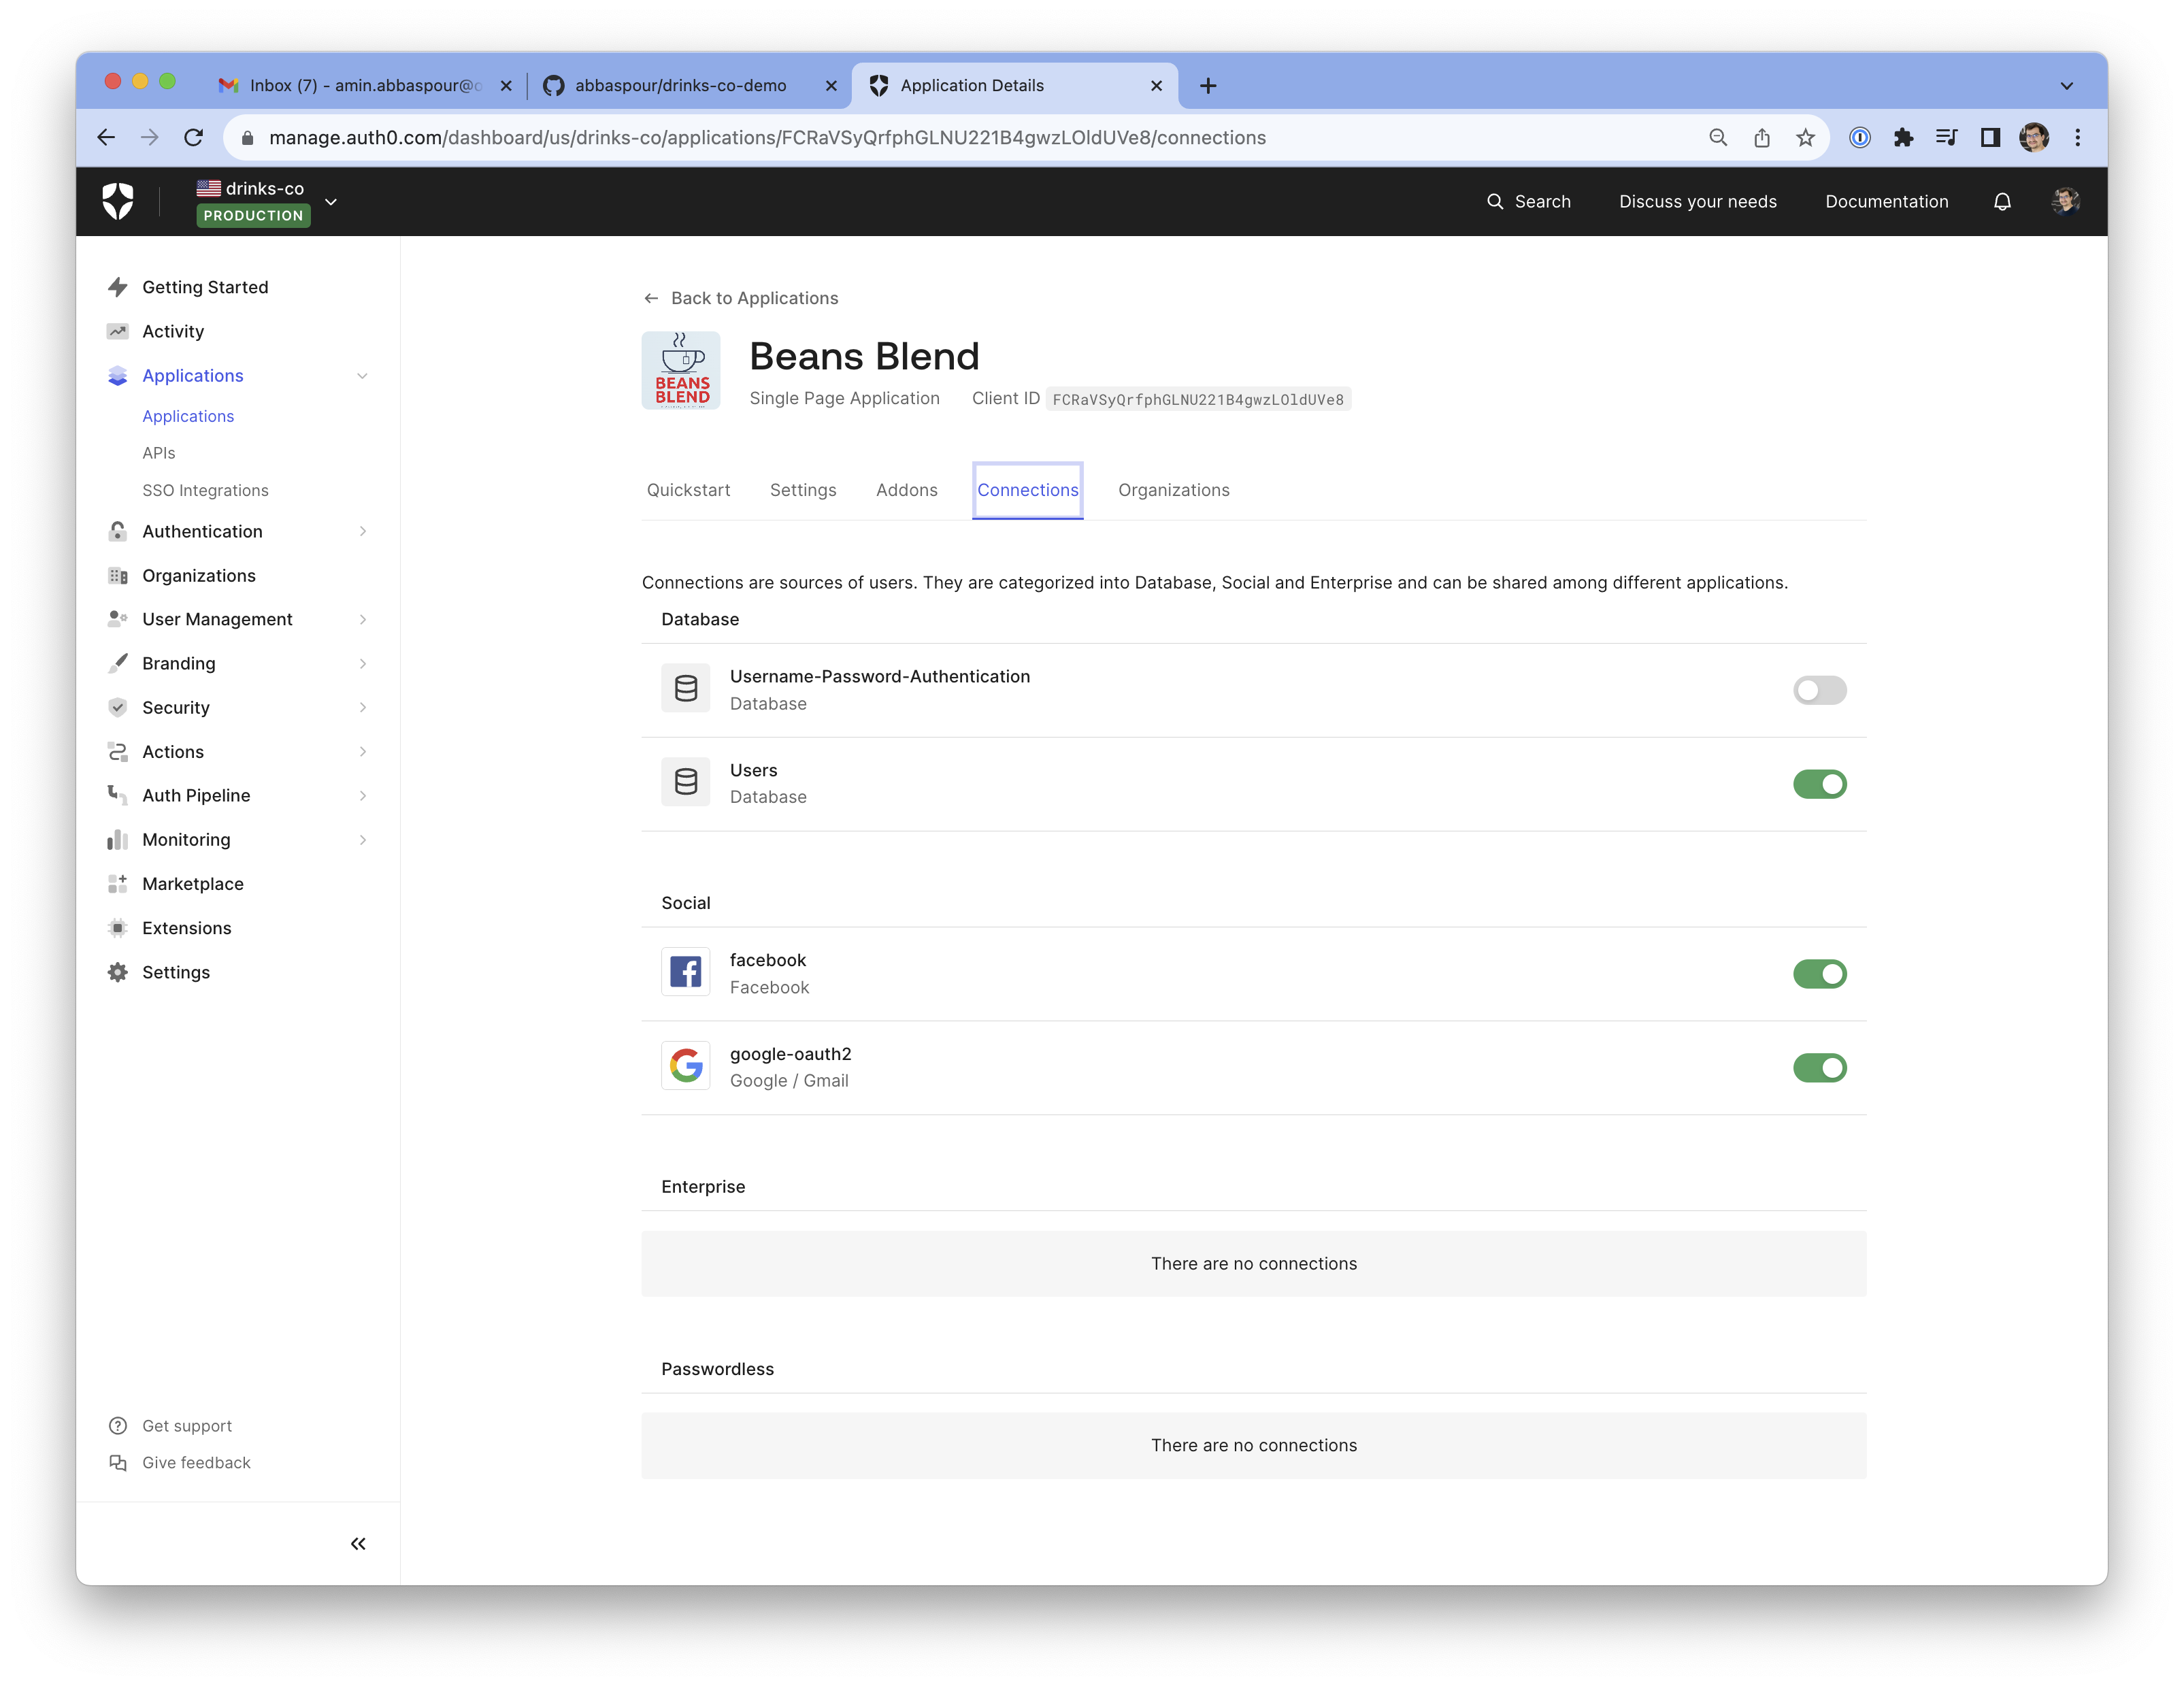 Inbox (7) - amin.abbaspour@
abbaspour/drinks-co-demo
Application Details
manage.auth0.com/dashboard/us/drinks-co/applications/FCRaVSyQrfphGLNU221B4gwzLOldUVe8/connections
drinks-co
PRODUCTION
Search
Discuss your needs
Documentation
Getting Started
Activity
Applications
Applications
APIs
SSO Integrations
Authentication
Organizations
User Management
Branding
Security
Actions
Auth Pipeline
Monitoring
Marketplace
Extensions
Settings
Get support
Give feedback
Back to Applications
BEANS
BLEND
Beans Blend
Single Page Application Client ID FCRaVSyQrfphGLNU221B4gwzLOldUVe8
Quickstart Settings Addons Connections Organizations
Connections are sources of users. They are categorized into Database, Social and Enterprise and can be shared among different applications.
Database
Username-Password-Authentication
Database
Users
Database
Social
facebook
Facebook
google-oauth2
Google / Gmail
Enterprise
There are no connections
Passwordless
There are no connections